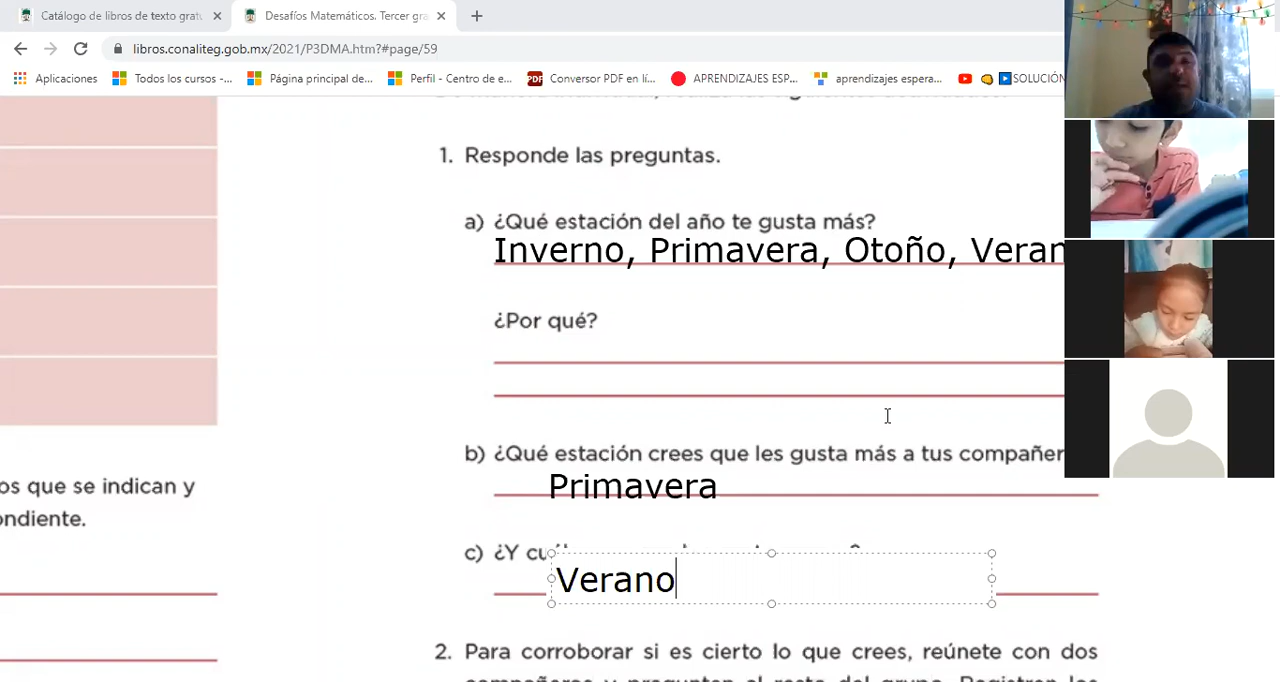 Catálogo de libros de texto gratu
Desafíos Matemáticos. Tercer gra
libros.conaliteg.gob.mx/2021/P3DMA.htm?#page/59
Aplicaciones
Todos los cursos -...
Página principal de...
Perfil - Centro de e...
PDF
Conversor PDF en lí...
APRENDIZAJES ESP...
aprendizajes espera...
SOLUCIÓN
1. Responde las preguntas.
a) ¿Qué estación del año te gusta más?
Inverno, Primavera, Otoño, Veran
¿Por qué?
b) ¿Qué estación crees que les gusta más a tus compañer
Primavera
c) ¿Y cu
Verano
os que se indican y
ndiente.
2. Para corroborar si es cierto lo que crees, reúnete con dos